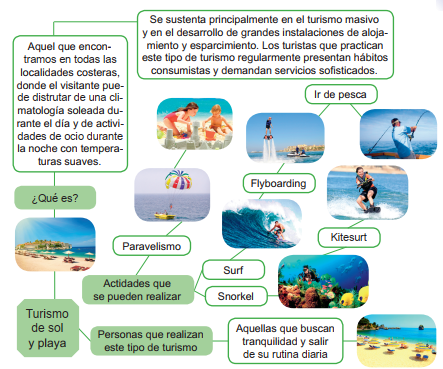 Se sustenta principalmente en el turismo masivo
y en el desarrollo de grandes instalaciones de aloja-
miento y esparcimiento. Los turistas que practican
este tipo de turismo regularmente presentan hábitos
consumistas y demandan servicios sofisticados.
Aquel que encon-
tramos en todas las
localidades costeras,
donde el visitante pue-
de disfrutar de una cli-
matología soleada du-
rante el día y de activi-
dades de ocio durante
la noche con tempera-
turas suaves.
¿Qué es?
Ir de pesca
Flyboarding
Paravelismo
Kitesurt
Actidades que
se pueden realizar
Surf
Snorkel
Turismo
de sol
y playa
Personas que realizan
este tipo de turismo
Aquellas que buscan
tranquilidad y salir
de su rutina diaria